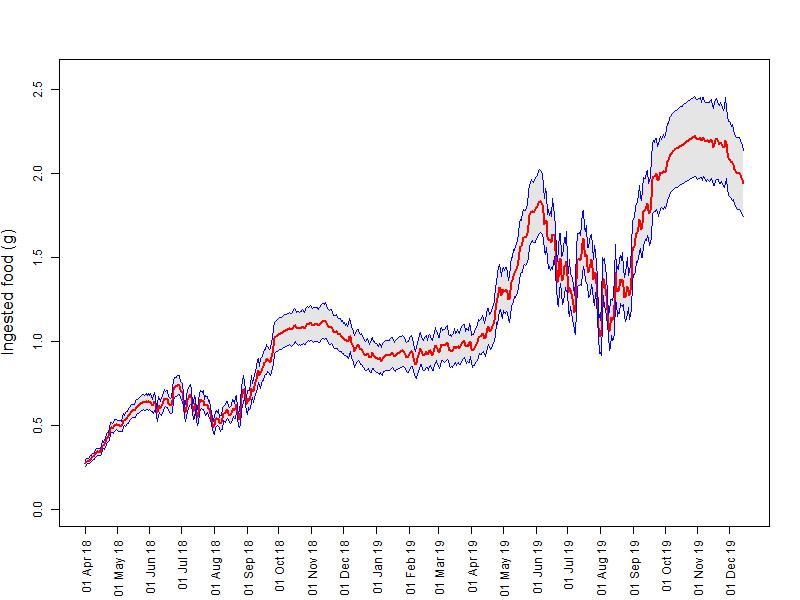 Ingested food (g)
2.5
2.0
1.5
1.0
0.5
0.0
01 Apr 18
01 May 18
01 Jun 18
01 Jul 18
01 Aug 18
01 Sep 18
01 Oct 18
01 Nov 18
01 Dec 18
01 Jan 19
01 Feb 19
01 Mar 19
01 Apr 19
01 May 19
01 Jun 19
01 Jul 19
01 Aug 19
01 Sep 19
01 Oct 19
01 Nov 19
01 Dec 19